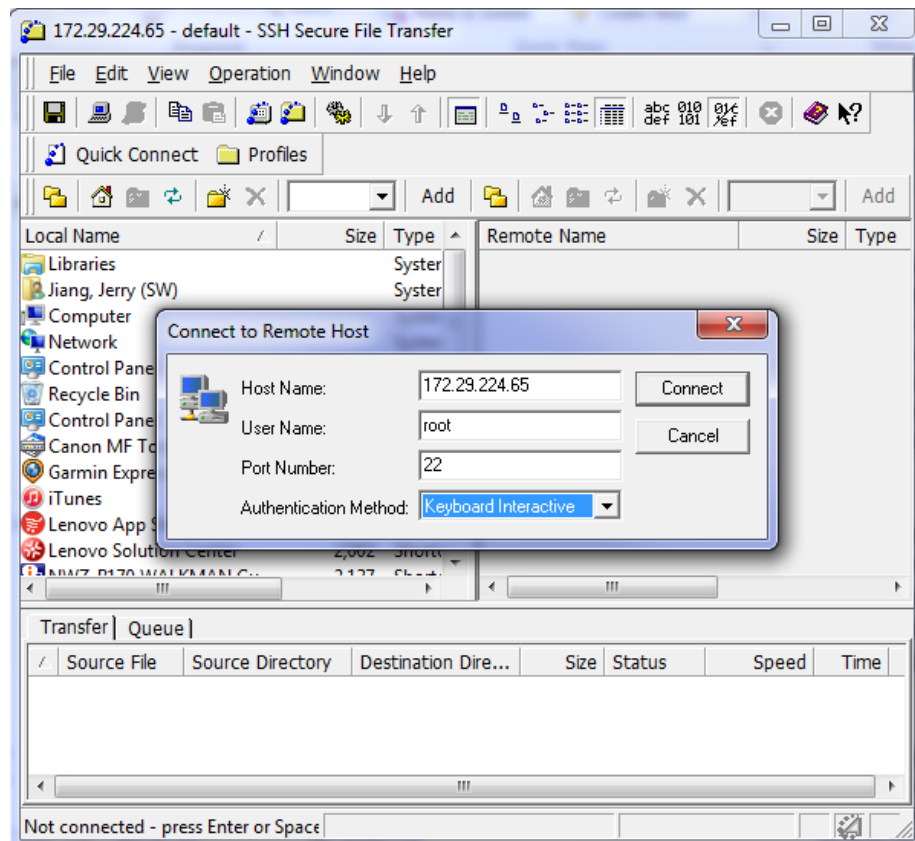 172.29.224.65 - default - SSH Secure File Transfer
File Edit View Operation Window Help
abc def 010 101
Quick Connect Profiles
Add Add
Local Name Size Type Remote Name Size Type
Libraries Syster
Jiang, Jerry (SW) Syster
Computer
Network
Control Pane
Recycle Bin
Control Pane
Canon MF To
Garmin Expre
iTunes
Lenovo App S
Lenovo Solution Center 2,002 Shortc
Connect to Remote Host
Host Name: 172.29.224.65 Connect
User Name: root Cancel
Port Number: 22
Authentication Method: Keyboard Interactive
Transfer Queue
Source File Source Directory Destination Dire... Size Status Speed Time
Not connected - press Enter or Space